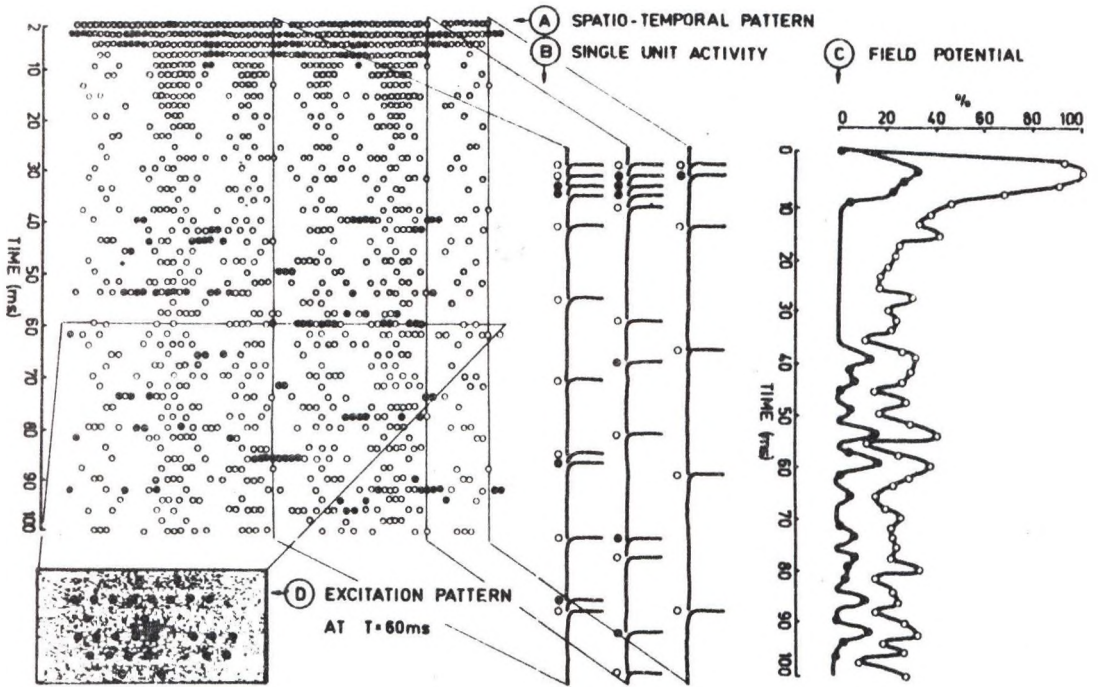 A SPATIO-TEMPORAL PATTERN
B SINGLE UNIT ACTIVITY
C FIELD POTENTIAL
%
0 20 40 60 80 100
2
10
20
30
40
50
60
70
80
90
100
TIME (ms)
0
10
20
30
40
50
60
70
80
90
100
TIME (ms)
D EXCITATION PATTERN
AT T=60ms